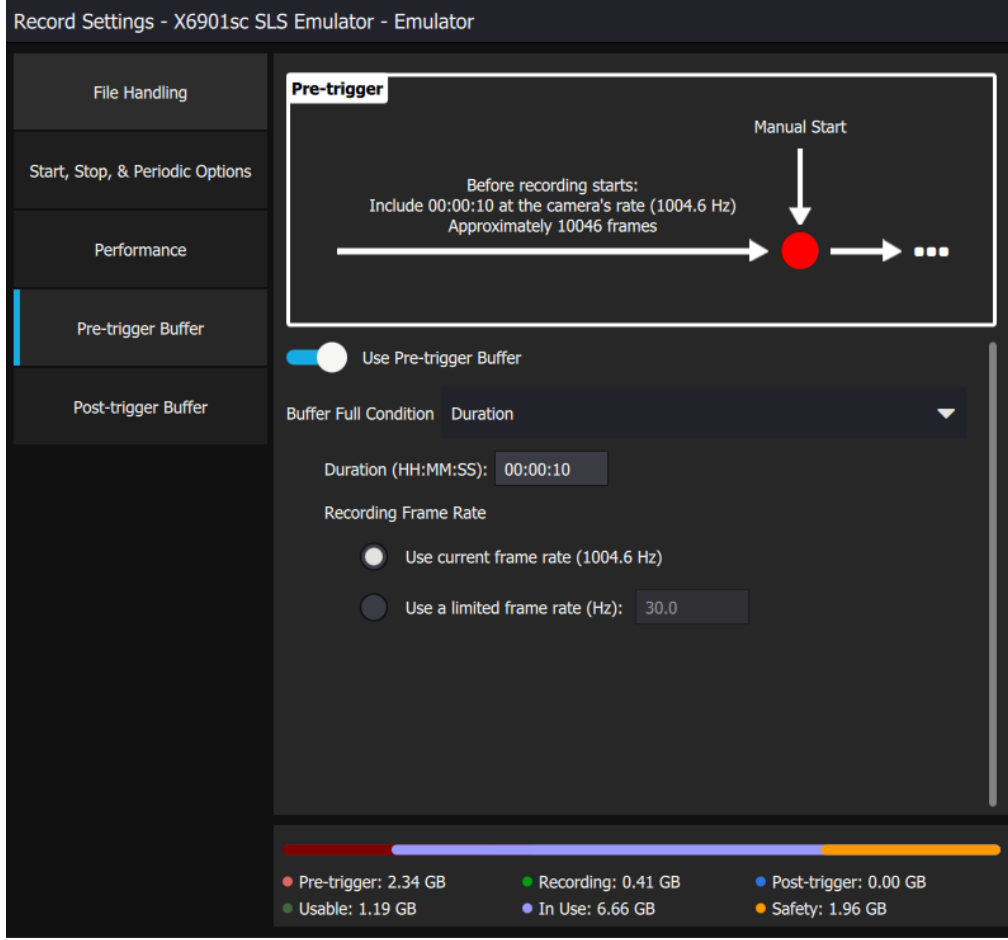 Record Settings - X6901sc SLS Emulator - Emulator
File Handling
Start, Stop, & Periodic Options
Performance
Pre-trigger Buffer
Post-trigger Buffer
Pre-trigger
Manual Start
Before recording starts:
Include 00:00:10 at the camera's rate (1004.6 Hz)
Approximately 10046 frames
Use Pre-trigger Buffer
Buffer Full Condition Duration
Duration (HH:MM:SS): 00:00:10
Recording Frame Rate
Use current frame rate (1004.6 Hz)
Use a limited frame rate (Hz): 30.0
Pre-trigger: 2.34 GB Recording: 0.41 GB Post-trigger: 0.00 GB
Usable: 1.19 GB In Use: 6.66 GB Safety: 1.96 GB